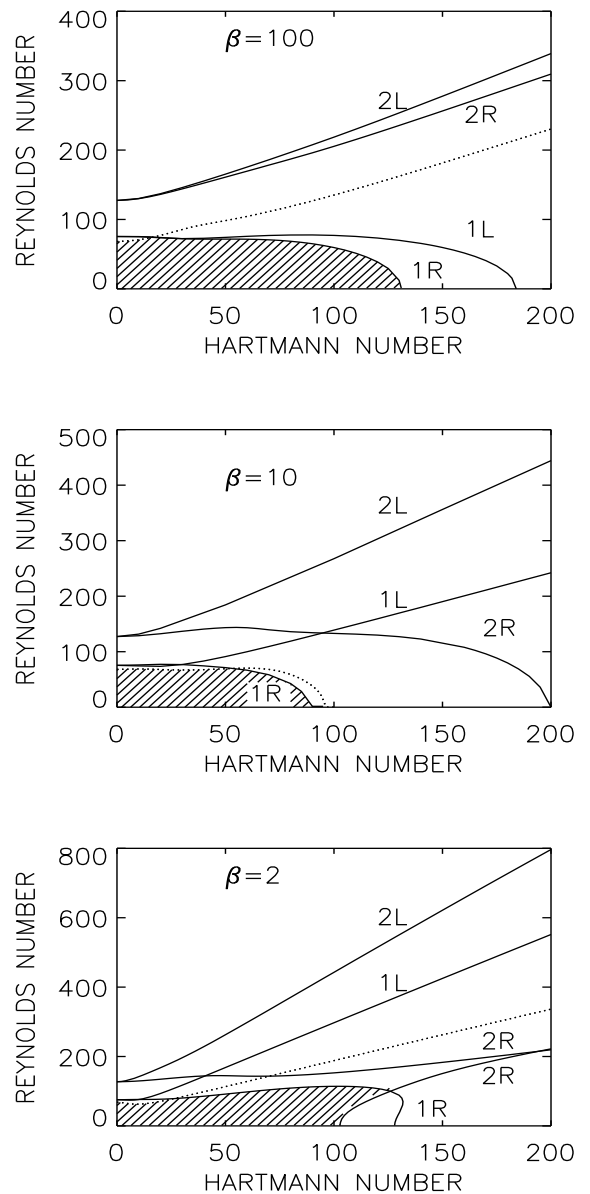 β=100
400
300
200
100
0
REYNOLDS NUMBER
2L
2R
1L
1R
0 50 100 150 200
HARTMANN NUMBER
β=10
500
400
300
200
100
0
REYNOLDS NUMBER
2L
1L
2R
1R
0 50 100 150 200
HARTMANN NUMBER
β=2
800
600
400
200
0
REYNOLDS NUMBER
2L
1L
2R
2R
1R
0 50 100 150 200
HARTMANN NUMBER